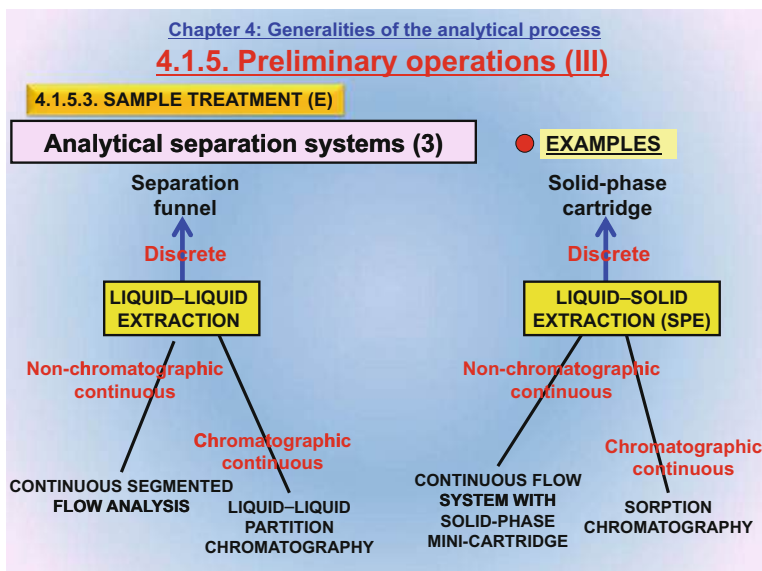 Chapter 4: Generalities of the analytical process
4.1.5. Preliminary operations (III)
4.1.5.3. SAMPLE TREATMENT (E)
Analytical separation systems (3)
EXAMPLES
Separation
funnel
Discrete
LIQUID–LIQUID
EXTRACTION
Non-chromatographic
continuous
Chromatographic
continuous
CONTINUOUS SEGMENTED
FLOW ANALYSIS
LIQUID–LIQUID
PARTITION
CHROMATOGRAPHY
Solid-phase
cartridge
Discrete
LIQUID–SOLID
EXTRACTION (SPE)
Non-chromatographic
continuous
Chromatographic
continuous
CONTINUOUS FLOW
SYSTEM WITH
SOLID-PHASE
MINI-CARTRIDGE
SORPTION
CHROMATOGRAPHY